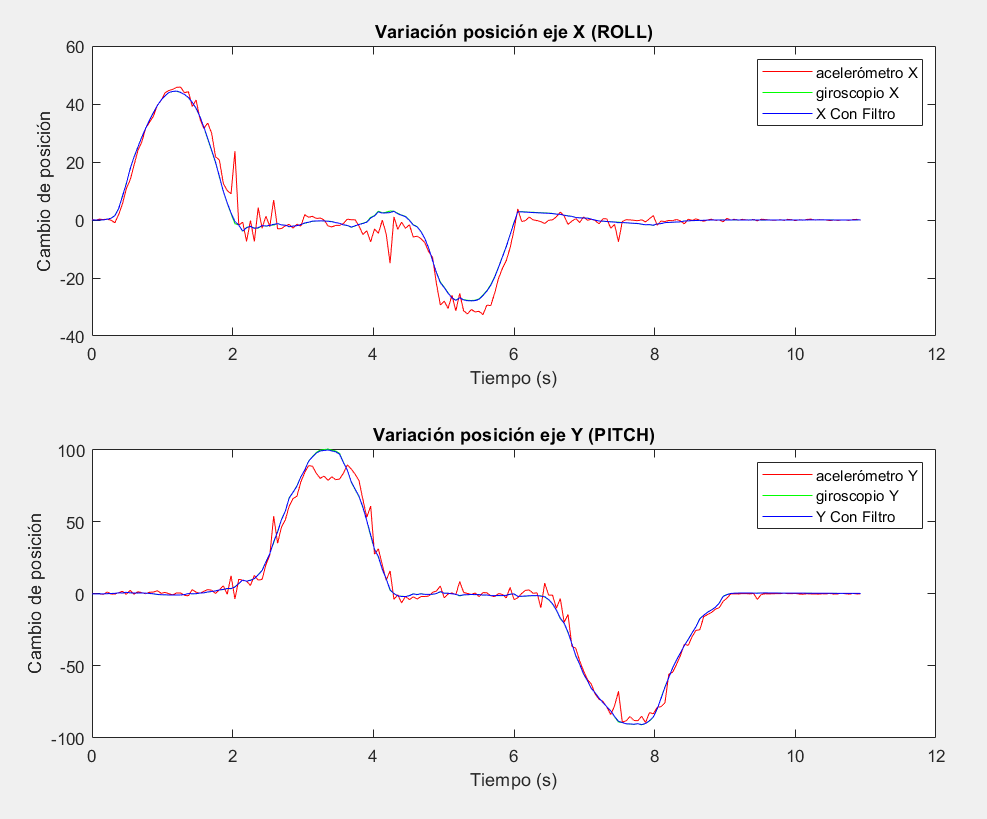 Variación posición eje X (ROLL)
60
40
20
0
-20
-40
Cambio de posición
acelerómetro X
giroscopio X
X Con Filtro
0 2 4 6 8 10 12
Tiempo (s)
Variación posición eje Y (PITCH)
100
50
0
-50
-100
Cambio de posición
acelerómetro Y
giroscopio Y
Y Con Filtro
0 2 4 6 8 10 12
Tiempo (s)